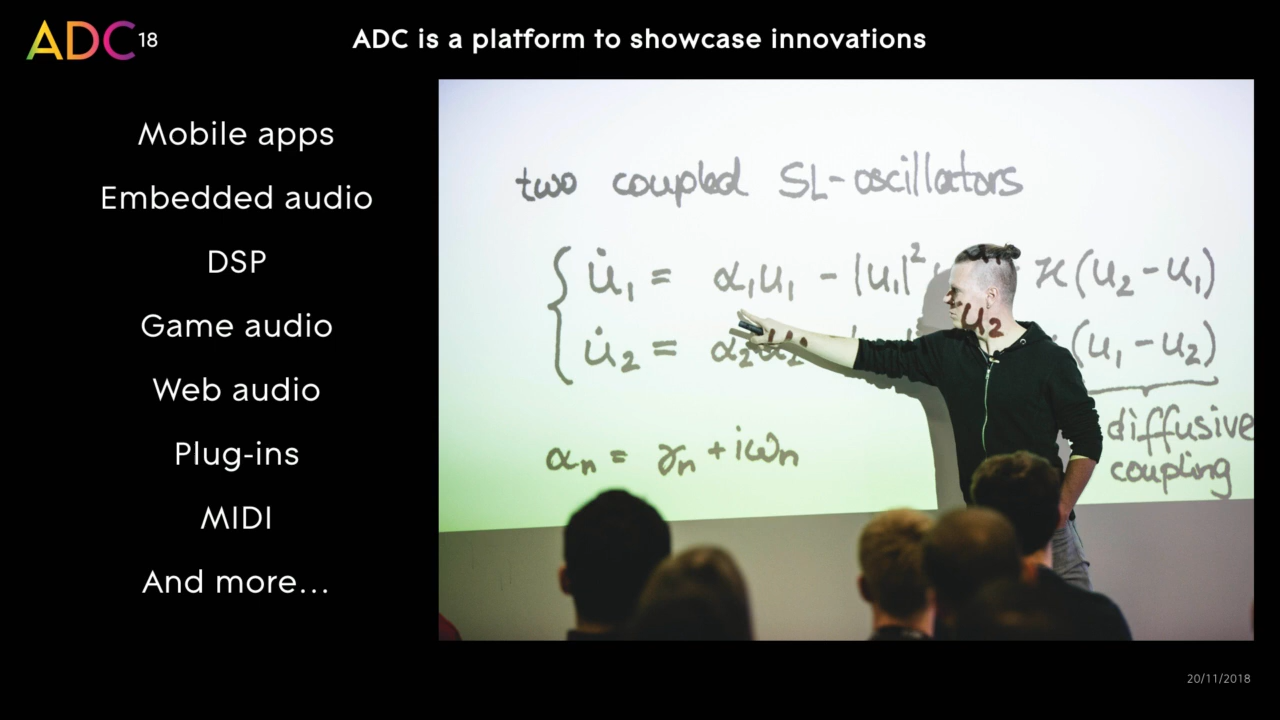 ADC18
ADC is a platform to showcase innovations
Mobile apps
Embedded audio
DSP
Game audio
Web audio
Plug-ins
MIDI
And more...
two coupled SL-oscillators
u̇₁ = α₁u₁ - |u₁|² ϰ(u₂-u₁)
u̇₂ = α₂u₂ (u₁-u₂)
diffusive
coupling
αₙ = γₙ + iωₙ
20/11/2018